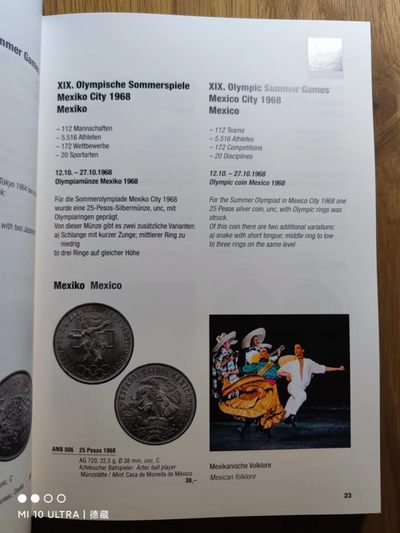 Summer Games
Tokyo 1964 two
with two Japanese
XIX. Olympische Sommerspiele
Mexiko City 1968
Mexiko
– 112 Mannschaften
– 5.516 Athleten
– 172 Wettbewerbe
– 20 Sportarten
12.10. – 27.10.1968
Olympiamünze Mexiko 1968
Für die Sommerolympiade Mexiko City 1968
wurde eine 25-Pesos-Silbermünze, unc, mit
Olympiaringen geprägt.
Von dieser Münze gibt es zwei zusätzliche Varianten:
a) Schlange mit kurzer Zunge; mittlerer Ring zu
niedrig
b) drei Ringe auf gleicher Höhe
XIX. Olympic Summer Games
Mexico City 1968
Mexico
– 112 Teams
– 5.516 Athletes
– 172 Competitions
– 20 Disciplines
12.10. – 27.10.1968
Olympic coin Mexico 1968
For the Summer Olympiad in Mexico City 1968 one
25 Pesos silver coin, unc, with Olympic rings was
struck.
Of this coin there are two additional variations:
a) snake with short tongue; middle ring to low
b) three rings on the same level
Mexiko Mexico
ESTADOS UNIDOS MEXICANOS
AMB 006 25 Pesos 1968
AG 720, 22,5 g, Ø 38 mm, unc, C
Aztekischer Ballspieler Aztec ball player
Münzstätte / Mint Casa de Moneda de México
30,–
Mexikanische Volklore
Mexican folklore
23
MI 10 ULTRA | 德藏